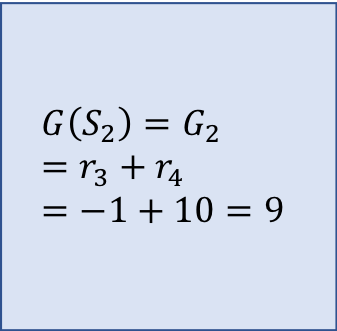 G(S₂) = G₂
= r₃ + r₄
= −1 + 10 = 9